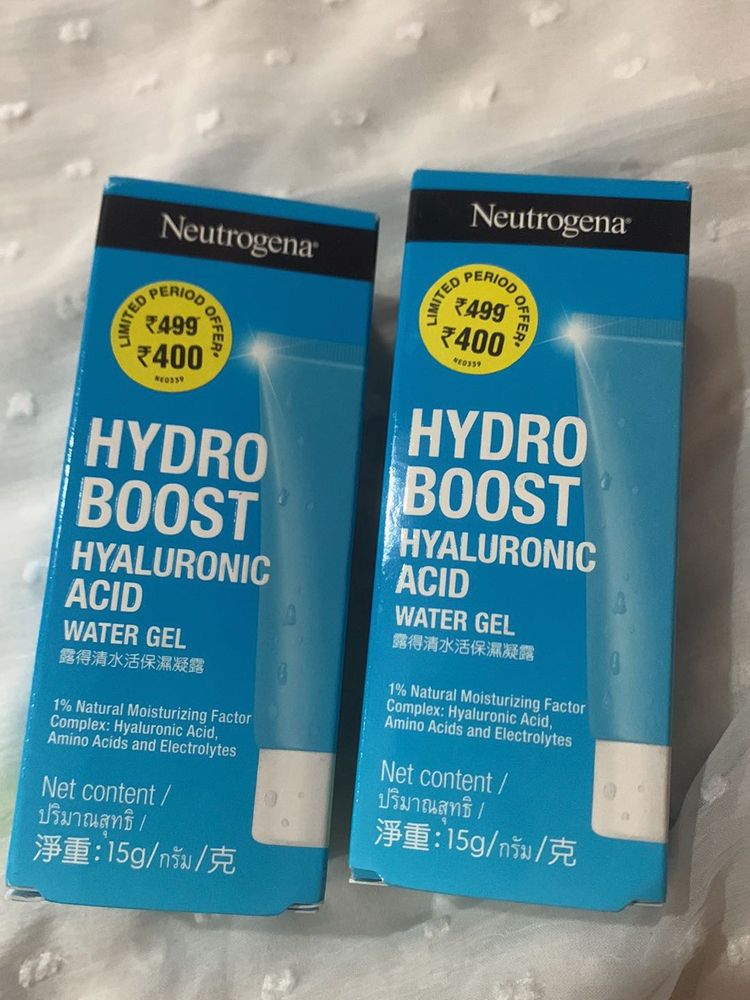 Neutrogena®
LIMITED PERIOD OFFER*
₹499
₹400
NEO339
HYDRO
BOOST
HYALURONIC
ACID
WATER GEL
露得清水活保濕凝露
1% Natural Moisturizing Factor
Complex: Hyaluronic Acid,
Amino Acids and Electrolytes
Net content /
ปริมาณสุทธิ /
淨重:15g/กรัม/克
Neutrogena®
LIMITED PERIOD OFFER*
₹499
₹400
NEO339
HYDRO
BOOST
HYALURONIC
ACID
WATER GEL
露得清水活保濕凝露
1% Natural Moisturizing Factor
Complex: Hyaluronic Acid,
Amino Acids and Electrolytes
Net content /
ปริมาณสุทธิ /
淨重:15g/กรัม/克